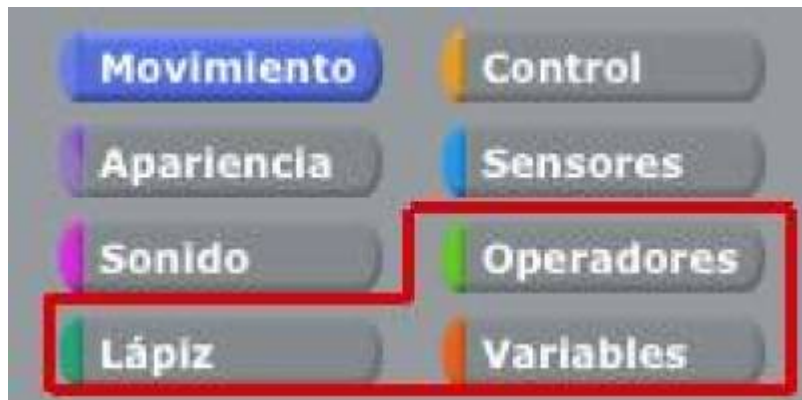 Movimiento
Control
Apariencia
Sensores
Sonido
Operadores
Lápiz
Variables